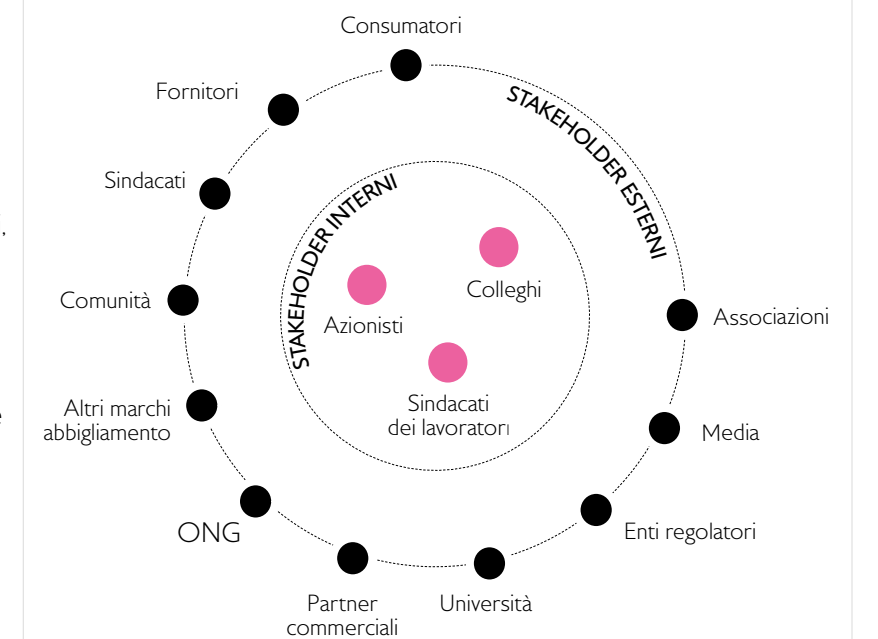 Consumatori
Fornitori
STAKEHOLDER ESTERNI
Sindacati
STAKEHOLDER INTERNI
Colleghi
Comunità
Azionisti
Associazioni
Sindacati
dei lavoratori
Altri marchi
abbigliamento
Media
ONG
Enti regolatori
Partner
commerciali
Università